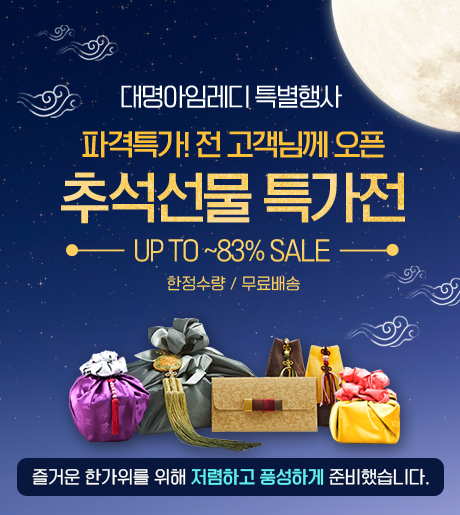 대명아임레디 특별행사
파격특가! 전 고객님께 오픈
추석선물 특가전
UP TO ~83% SALE
한정수량 / 무료배송
즐거운 한가위를 위해 저렴하고 풍성하게 준비했습니다.